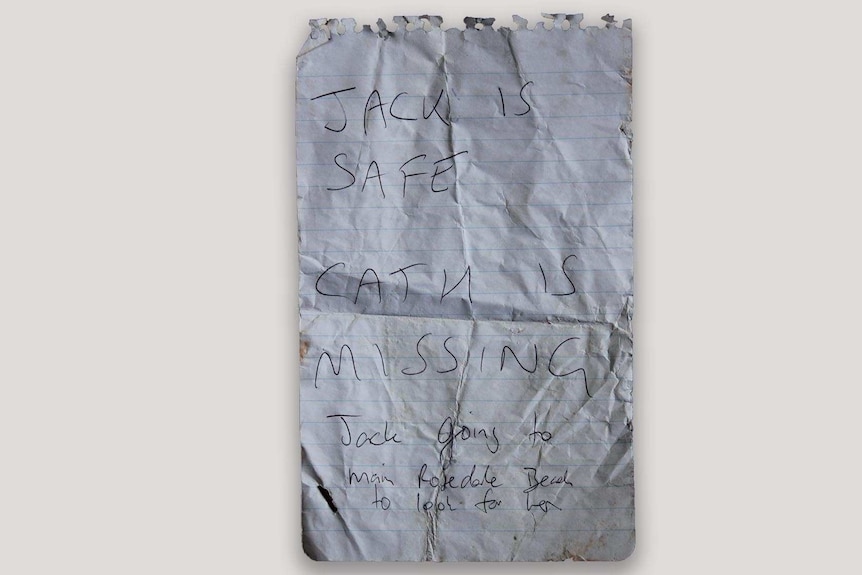 JACK IS
SAFE
CATH IS
MISSING
Jack going to
main Rosedale Beach
to look for her